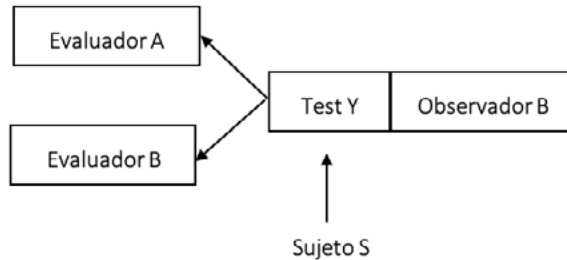 Evaluador A
Test Y
Observador B
Evaluador B
Sujeto S